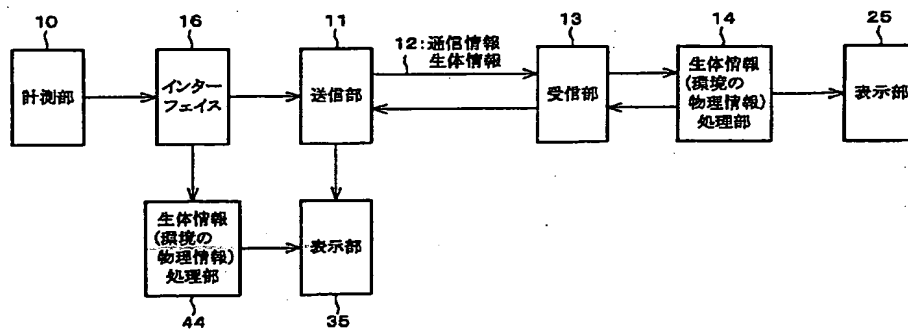 10
16
11
13
14
25
計測部
インター
フェイス
送信部
12:通信情報
生体情報
受信部
生体情報
(環境の
物理情報)
処理部
表示部
生体情報
(環境の
物理情報)
処理部
表示部
44
35